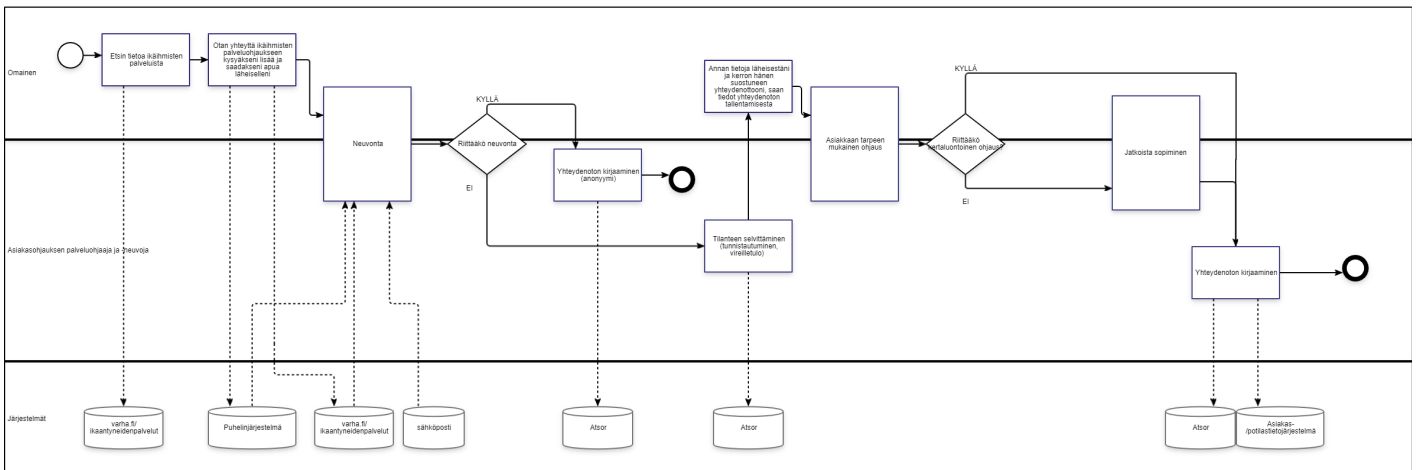 Omainen
Etsin tietoa ikäihmisten
palveluista
Otan yhteyttä ikäihmisten
palveluohjaukseen
kysyäkseni lisää ja
saadakseni apua
läheiselleni
Neuvonta
KYLLÄ
Riittääkö neuvonta
EI
Yhteydenoton kirjaaminen
(anonyymi)
Annan tietoja läheisestäni
ja kerron hänen
suostuneen
yhteydenottooni, saan
tiedot yhteydenoton
tallentamisesta
Tilanteen selvittäminen
(tunnistautuminen,
vireilletulo)
Asiakkaan tarpeen
mukainen ohjaus
KYLLÄ
Riittääkö
kertaluontoinen ohjaus?
EI
Jatkoista sopiminen
Yhteydenoton kirjaaminen
Asiakasohjauksen palveluohjaaja ja -neuvoja
Järjestelmät
varha.fi/
ikaantyneidenpalvelut
Puhelinjärjestelmä
varha.fi/
ikaantyneidenpalvelut
sähköposti
Atsor
Atsor
Atsor
Asiakas-
/potilastietojärjestelmä